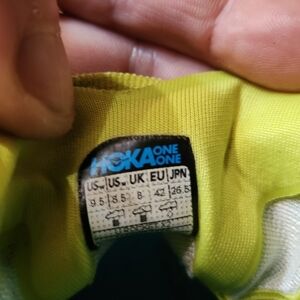 HOKA ONE ONE
US US UK EU JPN
9.5 8.5 8 42 26.5